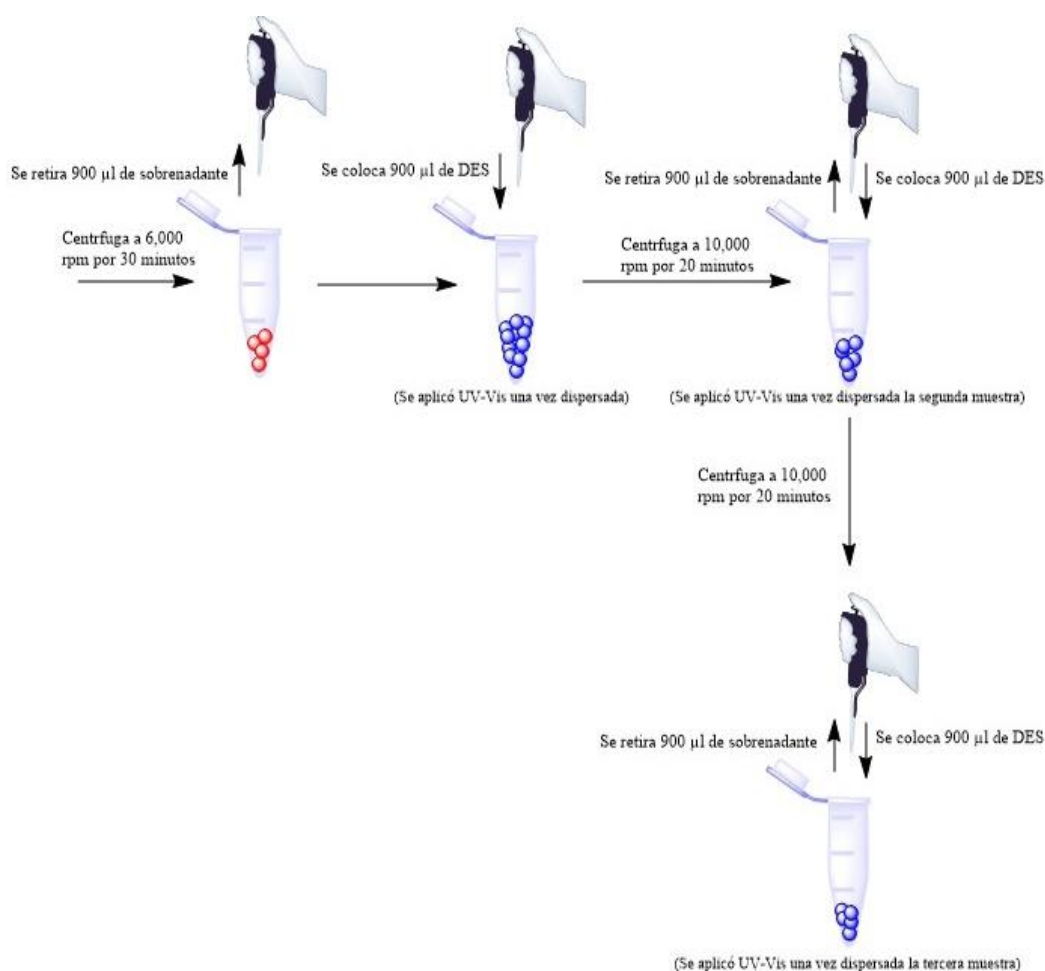 Se retira 900 µl de sobrenadante
Centrfuga a 6,000
rpm por 30 minutos
Se coloca 900 µl de DES
(Se aplicó UV-Vis una vez dispersada)
Centrfuga a 10,000
rpm por 20 minutos
Se retira 900 µl de sobrenadante
Se coloca 900 µl de DES
(Se aplicó UV-Vis una vez dispersada la segunda muestra)
Centrfuga a 10,000
rpm por 20 minutos
Se retira 900 µl de sobrenadante
Se coloca 900 µl de DES
(Se aplicó UV-Vis una vez dispersada la tercera muestra)